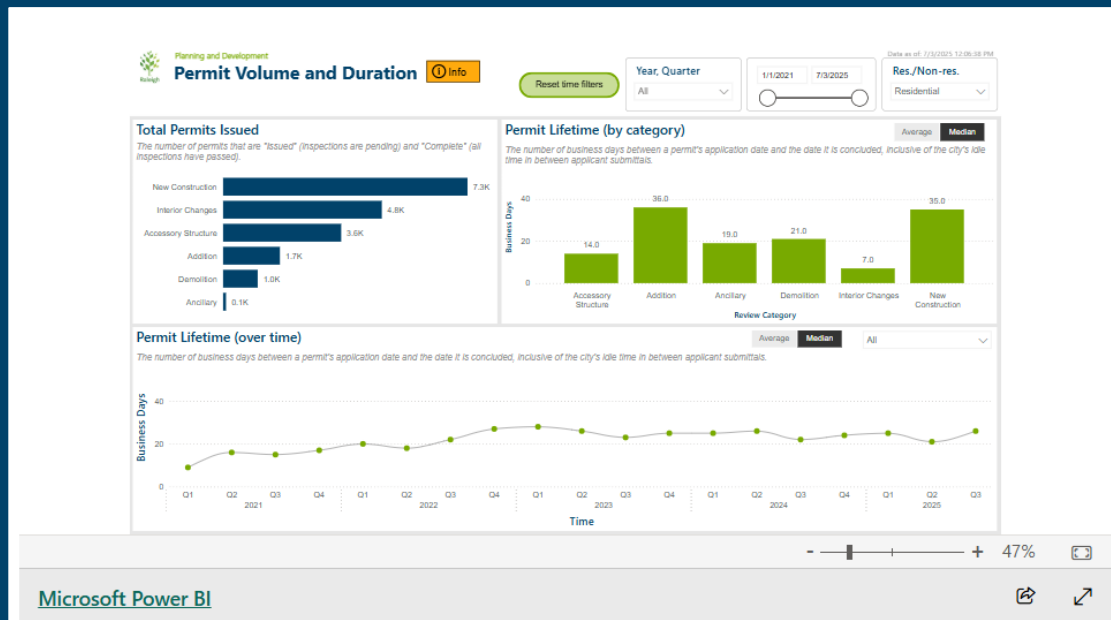 Raleigh
Planning and Development
Permit Volume and Duration
Info
Reset time filters
Year, Quarter
All
1/1/2021 7/3/2025
Data as of: 7/3/2025 12:06:38 PM
Res./Non-res.
Residential
Total Permits Issued
The number of permits that are "Issued" (inspections are pending) and "Complete" (all
inspections have passed).
New Construction 7.3K
Interior Changes 4.8K
Accessory Structure 3.6K
Addition 1.7K
Demolition 1.0K
Ancillary 0.1K
Permit Lifetime (by category)
Average Median
The number of business days between a permit's application date and the date it is concluded, inclusive of the city's idle
time in between applicant submittals.
Business Days
40
20
0
14.0
36.0
19.0
21.0
7.0
35.0
Accessory
Structure
Addition
Ancillary
Demolition
Interior Changes
New
Construction
Review Category
Permit Lifetime (over time)
Average Median
All
The number of business days between a permit's application date and the date it is concluded, inclusive of the city's idle time in between applicant submittals.
Business Days
40
20
0
Q1 Q2 Q3 Q4 Q1 Q2 Q3 Q4 Q1 Q2 Q3 Q4 Q1 Q2 Q3 Q4 Q1 Q2 Q3
2021 2022 2023 2024 2025
Time
- + 47%
Microsoft Power BI